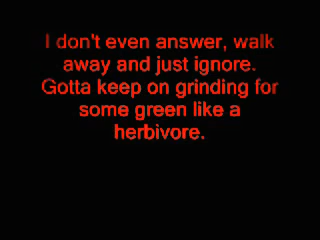 I don't even answer, walk
away and just ignore.
Gotta keep on grinding for
some green like a
herbivore.